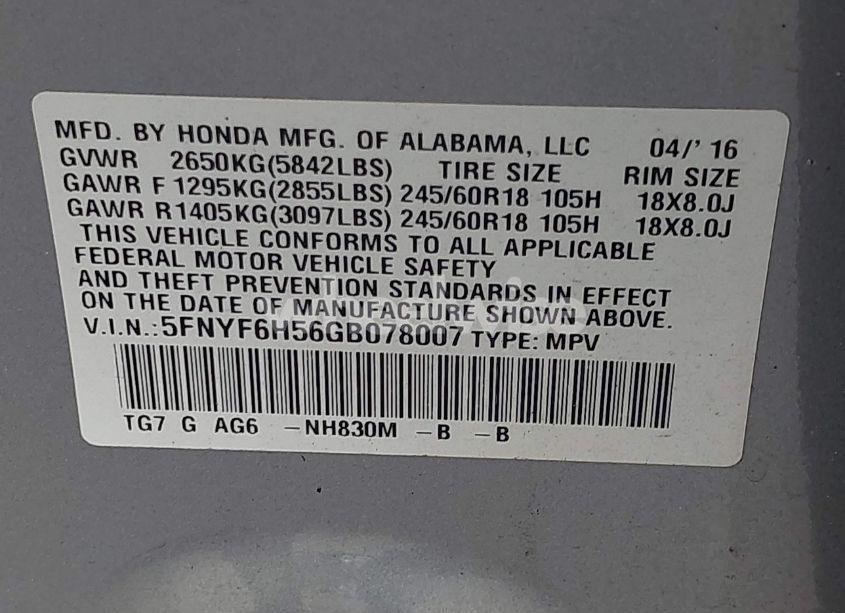 MFD. BY HONDA MFG. OF ALABAMA, LLC 04/' 16
GVWR 2650KG(5842LBS) TIRE SIZE RIM SIZE
GAWR F 1295KG(2855LBS) 245/60R18 105H 18X8.0J
GAWR R1405KG(3097LBS) 245/60R18 105H 18X8.0J
THIS VEHICLE CONFORMS TO ALL APPLICABLE
FEDERAL MOTOR VEHICLE SAFETY
AND THEFT PREVENTION STANDARDS IN EFFECT
ON THE DATE OF MANUFACTURE SHOWN ABOVE.
V.I.N.:5FNYF6H56GB078007 TYPE: MPV
TG7 G AG6 -NH830M -B -B